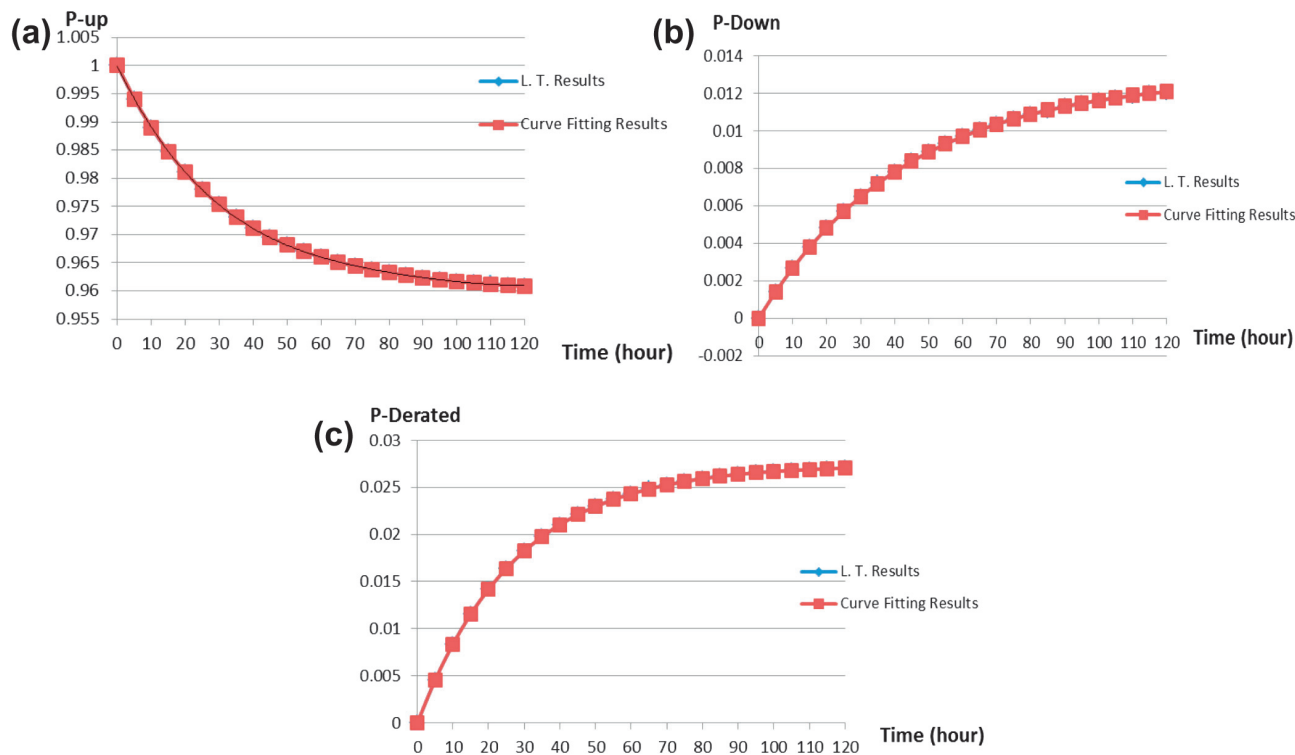 (a)
P-up
1.005
1
0.995
0.99
0.985
0.98
0.975
0.97
0.965
0.96
0.955
0 10 20 30 40 50 60 70 80 90 100 110 120
Time (hour)
L. T. Results
Curve Fitting Results
(b)
P-Down
0.014
0.012
0.01
0.008
0.006
0.004
0.002
0
-0.002
0 10 20 30 40 50 60 70 80 90 100 110 120
Time (hour)
L. T. Results
Curve Fitting Results
(c)
P-Derated
0.03
0.025
0.02
0.015
0.01
0.005
0
0 10 20 30 40 50 60 70 80 90 100 110 120
Time (hour)
L. T. Results
Curve Fitting Results